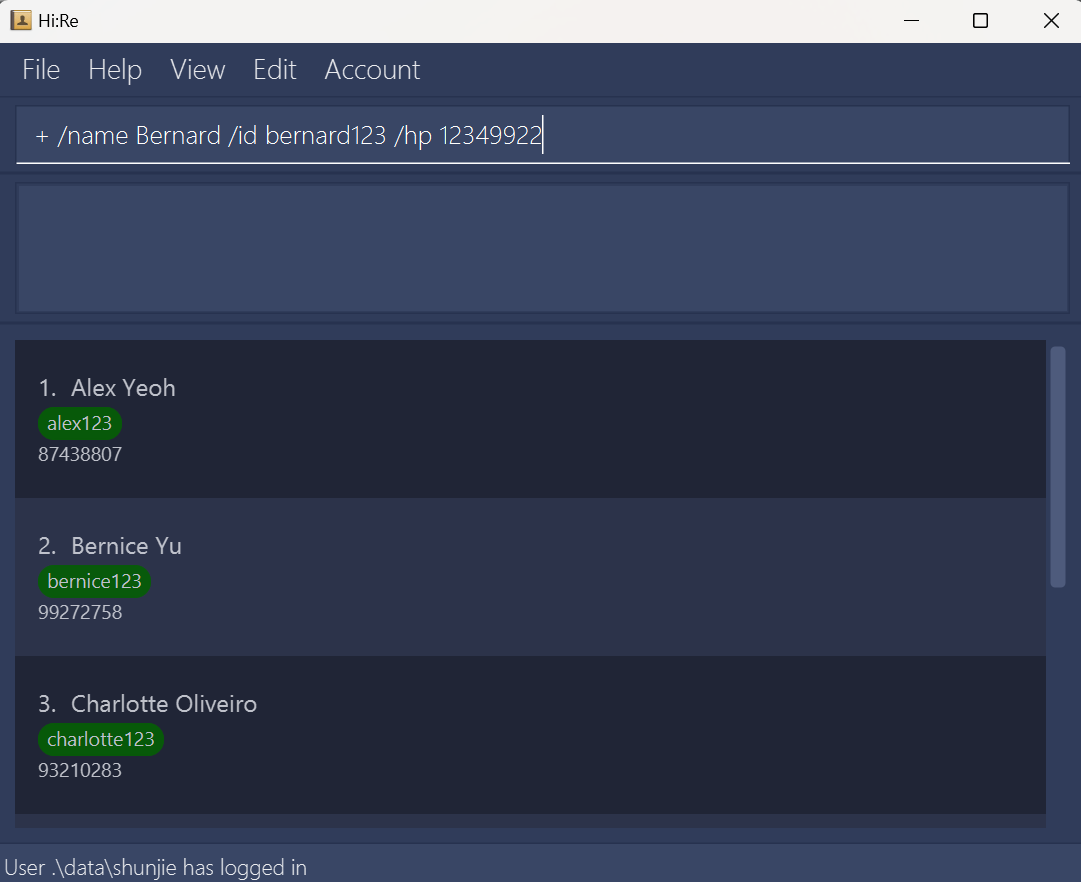 Hi:Re
File Help View Edit Account
+ /name Bernard /id bernard123 /hp 12349922
1. Alex Yeoh
alex123
87438807
2. Bernice Yu
bernice123
99272758
3. Charlotte Oliveiro
charlotte123
93210283
User .\data\shunjie has logged in